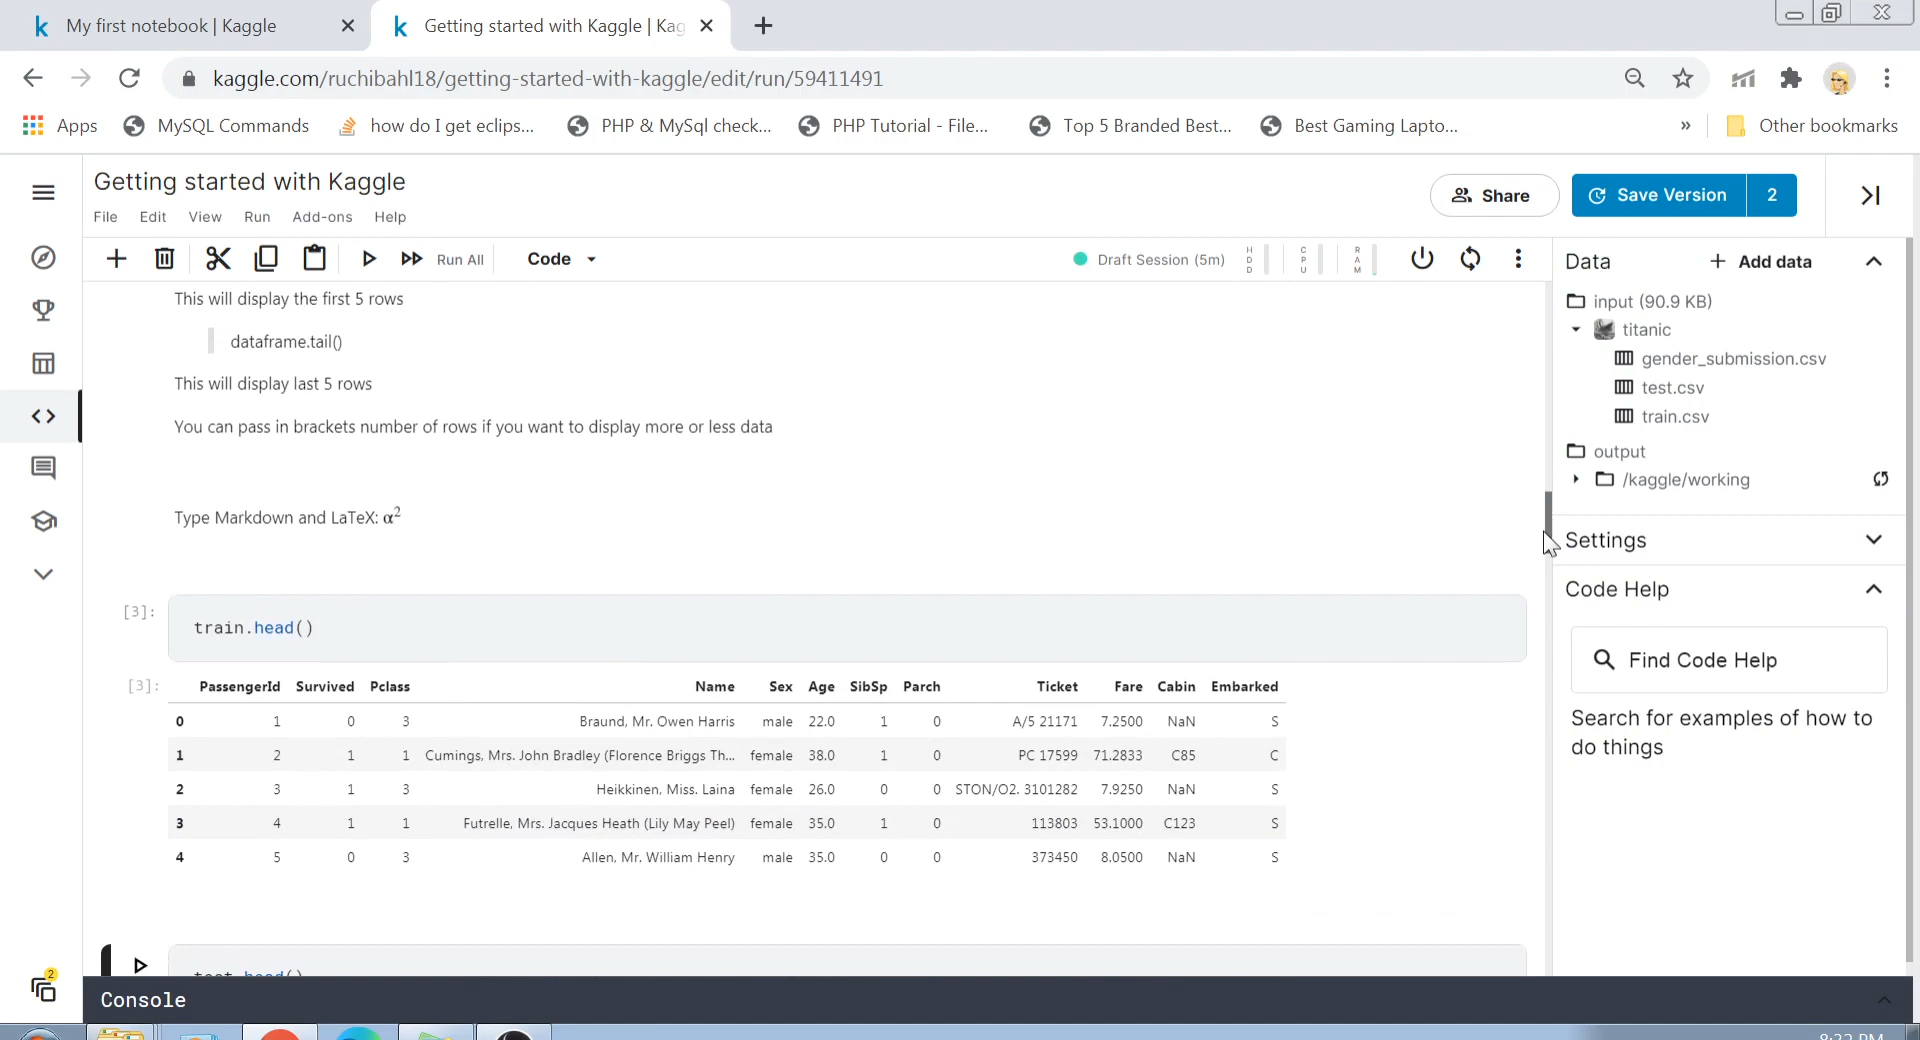 My first notebook | Kaggle
Getting started with Kaggle | Kag
kaggle.com/ruchibahl18/getting-started-with-kaggle/edit/run/59411491
Apps
MySQL Commands
how do I get eclips...
PHP & MySql check...
PHP Tutorial - File...
Top 5 Branded Best...
Best Gaming Lapto...
»
Other bookmarks
Getting started with Kaggle
File Edit View Run Add-ons Help
Share
Save Version 2
Run All
Code
Draft Session (5m)
HDD
CPU
RAM
This will display the first 5 rows
dataframe.tail()
This will display last 5 rows
You can pass in brackets number of rows if you want to display more or less data
Type Markdown and LaTeX: α²
[3]:
train.head()
[3]:
PassengerId Survived Pclass Name Sex Age SibSp Parch Ticket Fare Cabin Embarked
0 1 0 3 Braund, Mr. Owen Harris male 22.0 1 0 A/5 21171 7.2500 NaN S
1 2 1 1 Cumings, Mrs. John Bradley (Florence Briggs Th... female 38.0 1 0 PC 17599 71.2833 C85 C
2 3 1 3 Heikkinen, Miss. Laina female 26.0 0 0 STON/O2. 3101282 7.9250 NaN S
3 4 1 1 Futrelle, Mrs. Jacques Heath (Lily May Peel) female 35.0 1 0 113803 53.1000 C123 S
4 5 0 3 Allen, Mr. William Henry male 35.0 0 0 373450 8.0500 NaN S
test.head()
Data
+ Add data
input (90.9 KB)
titanic
gender_submission.csv
test.csv
train.csv
output
/kaggle/working
Settings
Code Help
Find Code Help
Search for examples of how to
do things
2
Console
8:32 PM